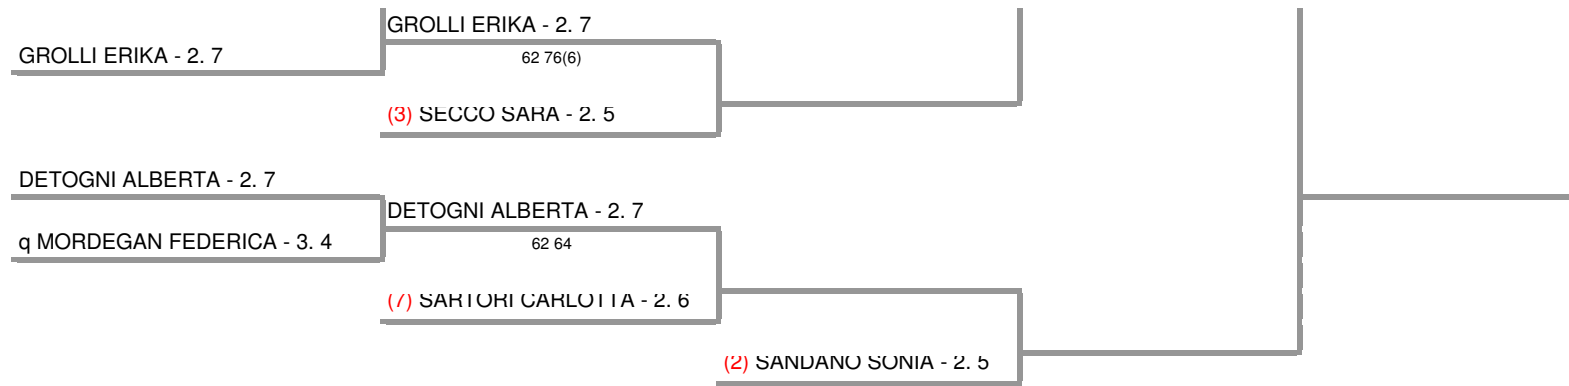 GROLLI ERIKA - 2. 7
GROLLI ERIKA - 2. 7
62 76(6)
(3) SECCO SARA - 2. 5
DETOGNI ALBERTA - 2. 7
DETOGNI ALBERTA - 2. 7
q MORDEGAN FEDERICA - 3. 4
62 64
(7) SARTORI CARLOTTA - 2. 6
(2) SANDANO SONIA - 2. 5